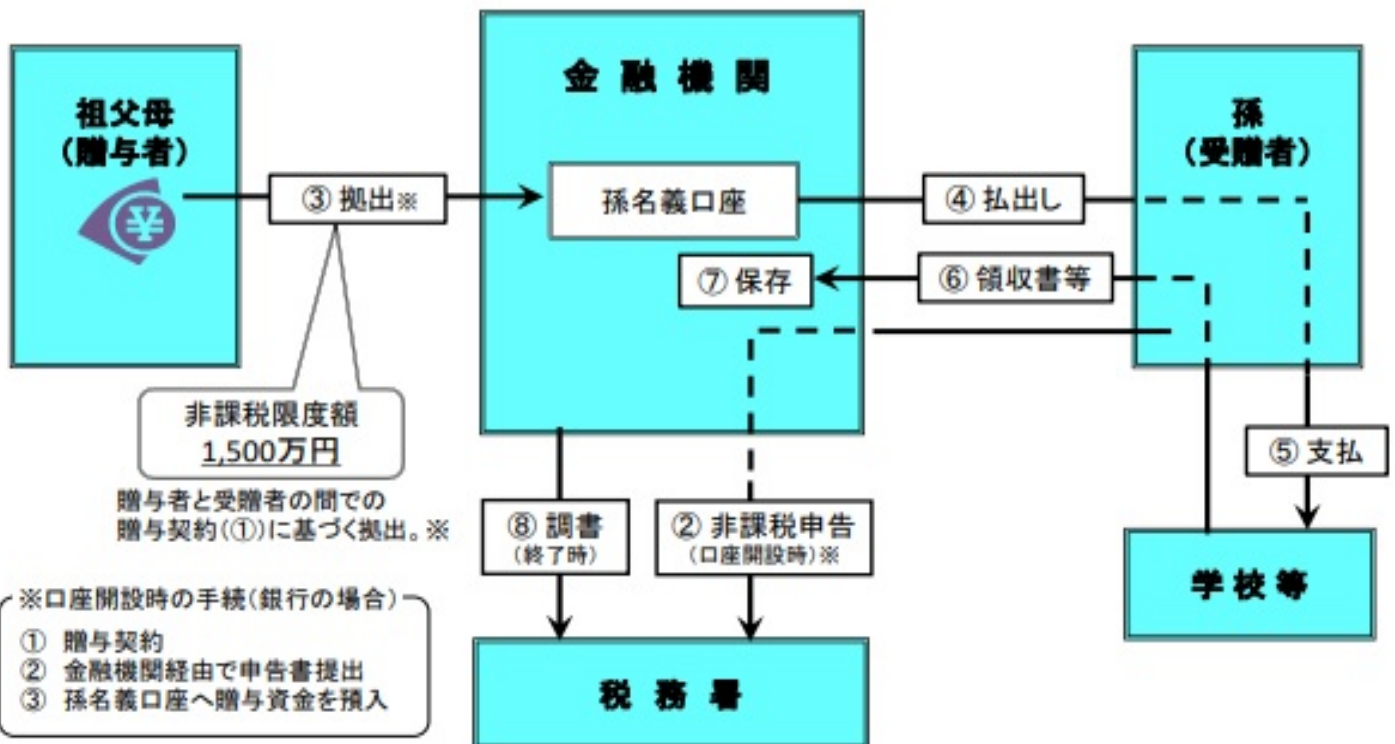 金融機関
祖父母
(贈与者)
¥
孫
(受贈者)
③ 拠出※
孫名義口座
④ 払出し
⑦ 保存
⑥ 領収書等
非課税限度額
1,500万円
贈与者と受贈者の間での
贈与契約(①)に基づく拠出。※
⑤ 支払
⑧ 調書
(終了時)
② 非課税申告
(口座開設時)※
学校等
※口座開設時の手続(銀行の場合)
① 贈与契約
② 金融機関経由で申告書提出
③ 孫名義口座へ贈与資金を預入
税務署